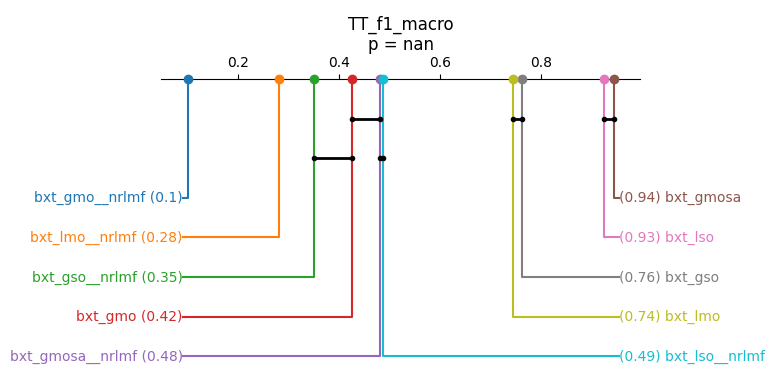 TT_f1_macro
p = nan
0.2 0.4 0.6 0.8
bxt_gmo__nrlmf (0.1)
(0.94) bxt_gmosa
bxt_lmo__nrlmf (0.28)
(0.93) bxt_lso
bxt_gso__nrlmf (0.35)
(0.76) bxt_gso
bxt_gmo (0.42)
(0.74) bxt_lmo
bxt_gmosa__nrlmf (0.48)
(0.49) bxt_lso__nrlmf